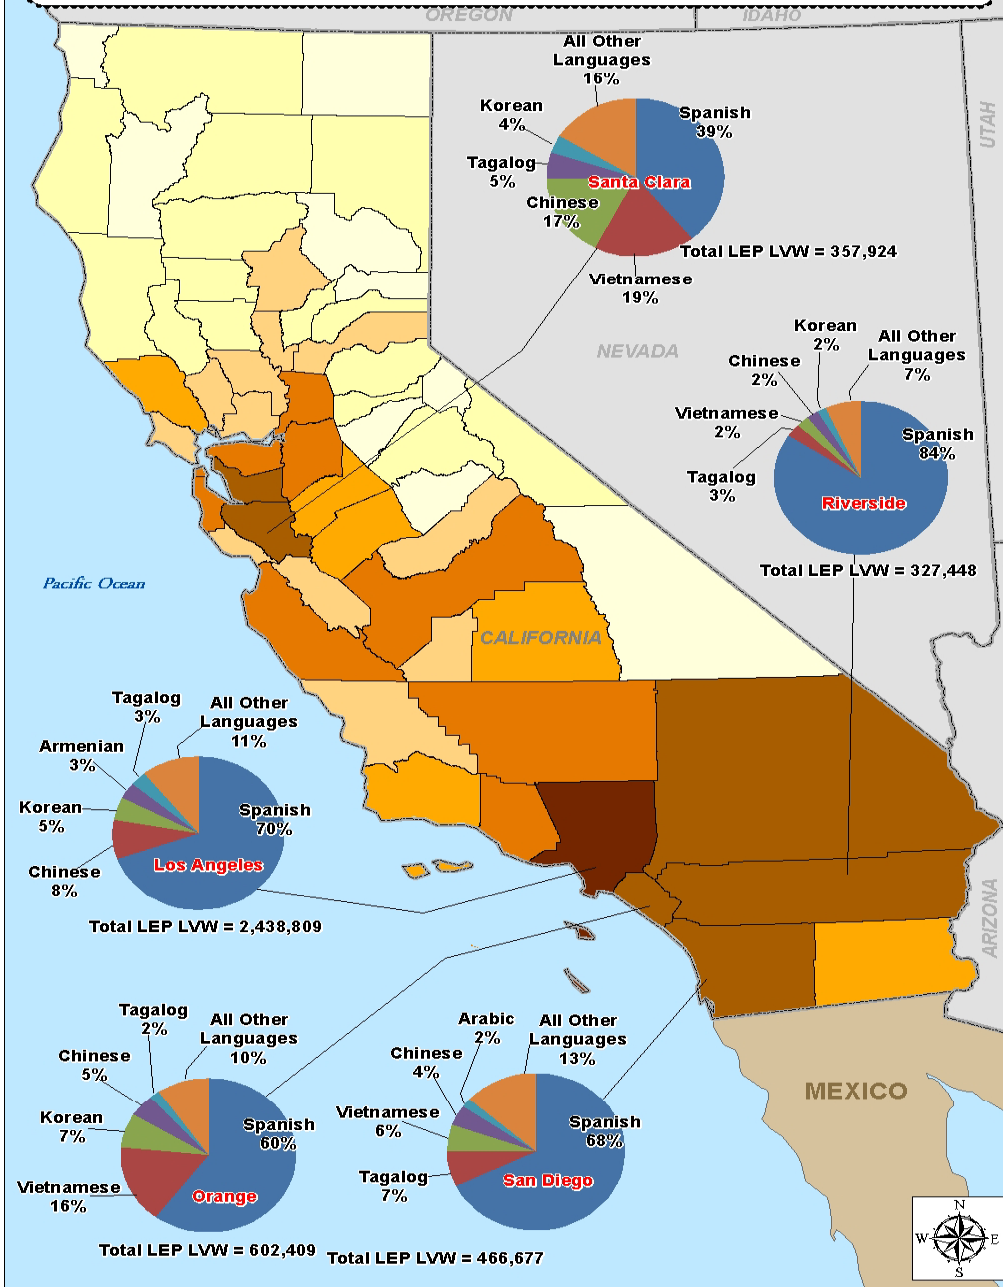 OREGON
IDAHO
UTAH
All Other
Languages
16%
Korean
4%
Spanish
39%
Tagalog
5%
Santa Clara
Chinese
17%
Total LEP LVW = 357,924
Vietnamese
19%
NEVADA
Korean
2%
All Other
Languages
7%
Chinese
2%
Vietnamese
2%
Spanish
84%
Tagalog
3%
Riverside
Total LEP LVW = 327,448
Pacific Ocean
CALIFORNIA
Tagalog
3%
All Other
Languages
11%
Armenian
3%
Korean
5%
Spanish
70%
Los Angeles
Chinese
8%
Total LEP LVW = 2,438,809
ARIZONA
Tagalog
2%
All Other
Languages
10%
Chinese
5%
Korean
7%
Spanish
60%
Vietnamese
16%
Orange
Total LEP LVW = 602,409
Arabic
2%
All Other
Languages
13%
Chinese
4%
Vietnamese
6%
Spanish
68%
Tagalog
7%
San Diego
Total LEP LVW = 466,677
MEXICO
N
W
E
S